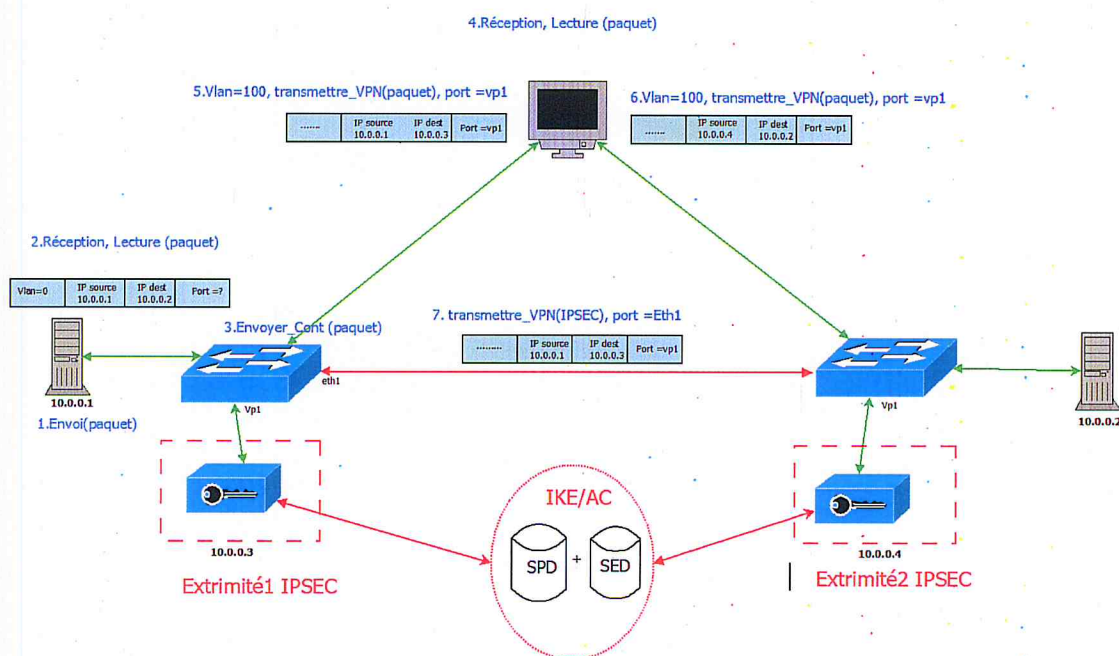 4.Réception, Lecture (paquet)
5.Vlan=100, transmettre_VPN(paquet), port =vp1
....... IP source 10.0.0.1 IP dest 10.0.0.3 Port =vp1
6.Vlan=100, transmettre_VPN(paquet), port =vp1
....... IP source 10.0.0.4 IP dest 10.0.0.2 Port =vp1
2.Réception, Lecture (paquet)
Vlan=0 IP source 10.0.0.1 IP dest 10.0.0.2 Port =?
3.Envoyer_Cont (paquet)
7. transmettre_VPN(IPSEC), port =Eth1
......... IP source 10.0.0.1 IP dest 10.0.0.3 Port =vp1
eth1
10.0.0.1
1.Envoi(paquet)
Vp1
Vp1
10.0.0.2
IKE/AC
SPD + SED
10.0.0.3
10.0.0.4
Extrimité1 IPSEC
Extrimité2 IPSEC